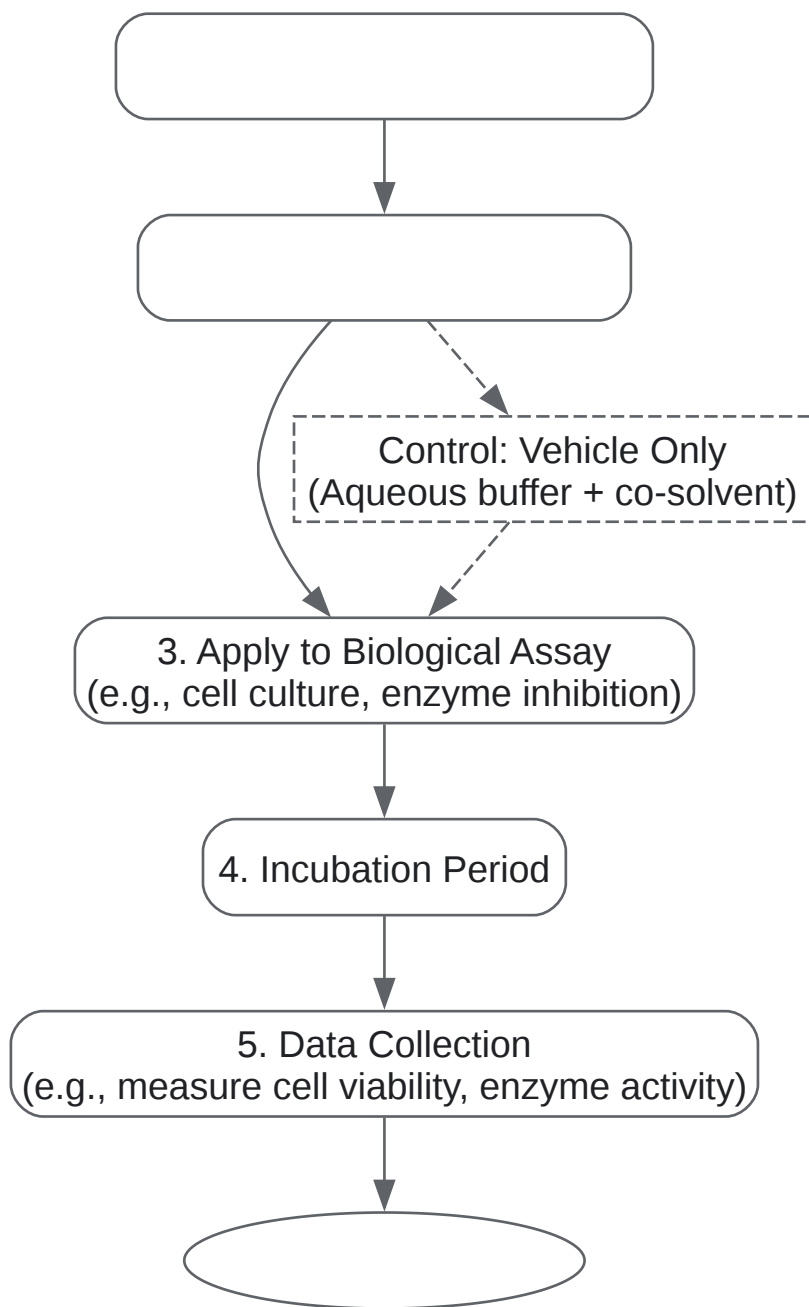 Control: Vehicle Only
(Aqueous buffer + co-solvent)
3. Apply to Biological Assay
(e.g., cell culture, enzyme inhibition)
4. Incubation Period
5. Data Collection
(e.g., measure cell viability, enzyme activity)